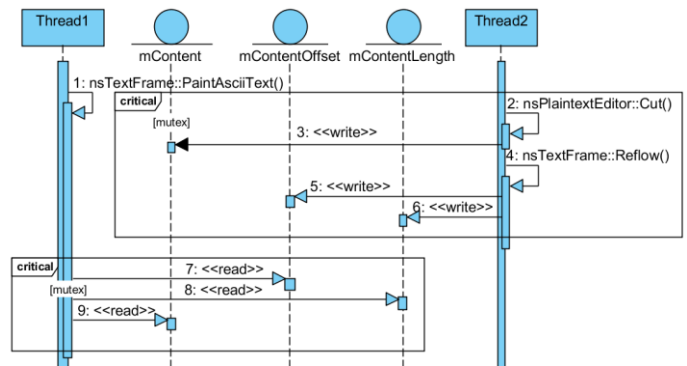 Thread1
mContent
mContentOffset
mContentLength
Thread2
1: nsTextFrame::PaintAsciiText()
critical
[mutex]
2: nsPlaintextEditor::Cut()
3: <<write>>
4: nsTextFrame::Reflow()
5: <<write>>
6: <<write>>
critical
[mutex]
7: <<read>>
8: <<read>>
9: <<read>>